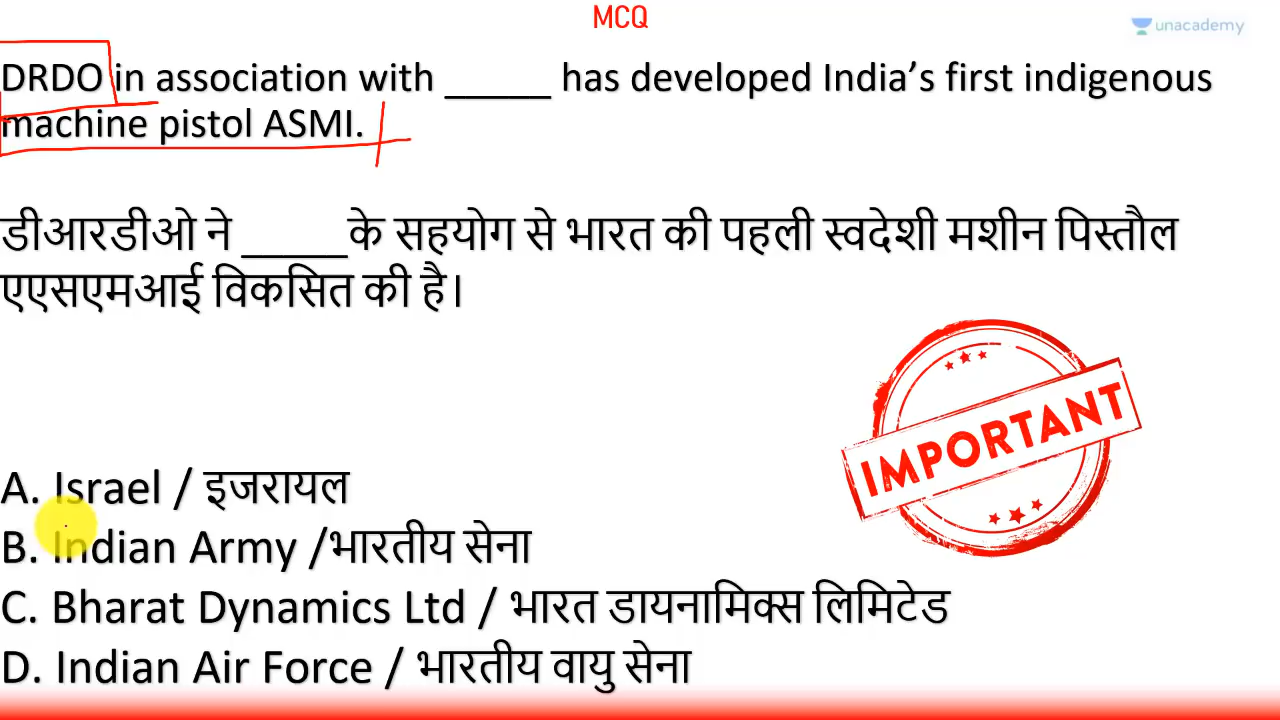 MCQ
unacademy
DRDO in association with _____ has developed India’s first indigenous
machine pistol ASMI.
डीआरडीओ ने _____के सहयोग से भारत की पहली स्वदेशी मशीन पिस्तौल
एएसएमआई विकसित की है।
IMPORTANT
A. Israel / इजरायल
B. Indian Army /भारतीय सेना
C. Bharat Dynamics Ltd / भारत डायनामिक्स लिमिटेड
D. Indian Air Force / भारतीय वायु सेना